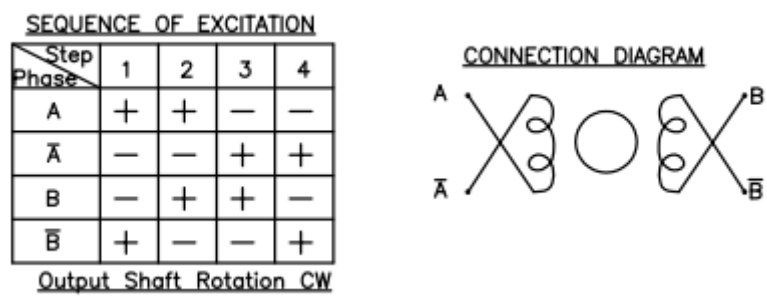 SEQUENCE OF EXCITATION
Step
Phase
1 2 3 4
A + + — —
A̅ — — + +
B — + + —
B̅ + — — +
Output Shaft Rotation CW
CONNECTION DIAGRAM
A B
A̅ B̅